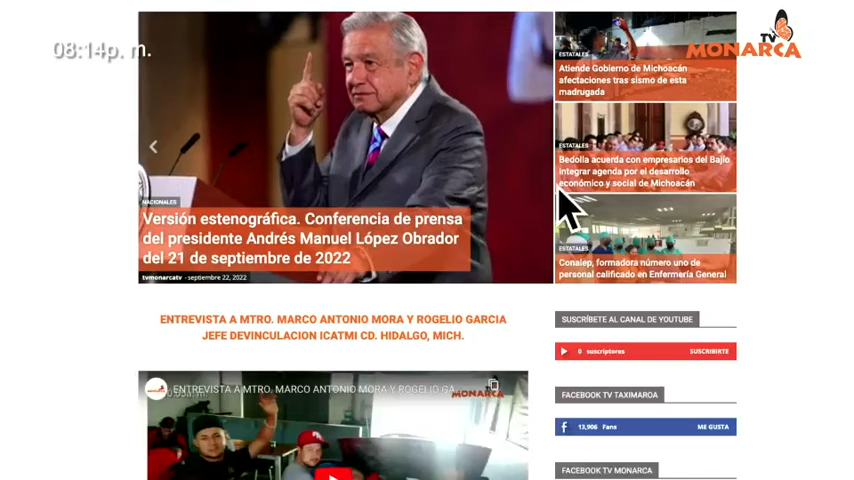 08:14p. m.
TV
MONARCA
ESTATALES
Atiende Gobierno de Michoacán
afectaciones tras sismo de esta
madrugada
ESTATALES
Bedolla acuerda con empresarios del Bajío
integrar agenda por el desarrollo
económico y social de Michoacán
NACIONALES
Versión estenográfica. Conferencia de prensa
del presidente Andrés Manuel López Obrador
del 21 de septiembre de 2022
tvmonarcatv - septiembre 22, 2022
ESTATALES
Conalep, formadora número uno de
personal calificado en Enfermería General
ENTREVISTA A MTRO. MARCO ANTONIO MORA Y ROGELIO GARCIA
JEFE DEVINCULACION ICATMI CD. HIDALGO, MICH.
SUSCRÍBETE AL CANAL DE YOUTUBE
0 suscriptores SUSCRIBIRTE
ENTREVISTA A MTRO. MARCO ANTONIO MORA Y ROGELIO GA
MONARCA
FACEBOOK TV TAXIMAROA
13,906 Fans ME GUSTA
FACEBOOK TV MONARCA